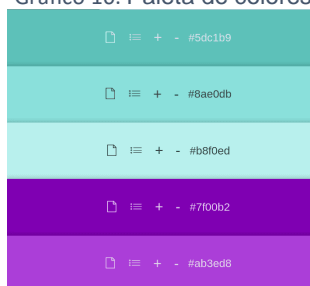 Gráfico 10. Paleta de colores
+ - #5dc1b9
+ - #8ae0db
+ - #b8f0ed
+ - #7f00b2
+ - #ab3ed8